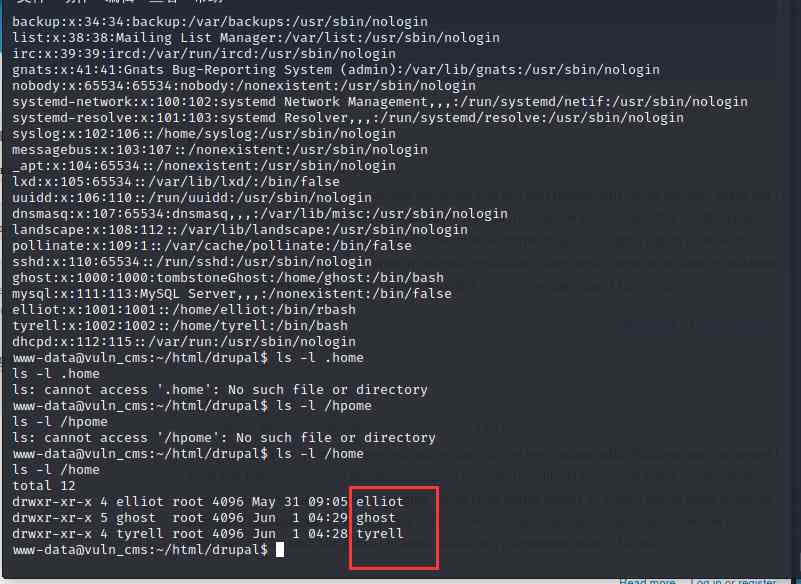 backup:x:34:34:backup:/var/backups:/usr/sbin/nologin
list:x:38:38:Mailing List Manager:/var/list:/usr/sbin/nologin
irc:x:39:39:ircd:/var/run/ircd:/usr/sbin/nologin
gnats:x:41:41:Gnats Bug-Reporting System (admin):/var/lib/gnats:/usr/sbin/nologin
nobody:x:65534:65534:nobody:/nonexistent:/usr/sbin/nologin
systemd-network:x:100:102:systemd Network Management,,,:/run/systemd/netif:/usr/sbin/nologin
systemd-resolve:x:101:103:systemd Resolver,,,:/run/systemd/resolve:/usr/sbin/nologin
syslog:x:102:106::/home/syslog:/usr/sbin/nologin
messagebus:x:103:107::/nonexistent:/usr/sbin/nologin
_apt:x:104:65534::/nonexistent:/usr/sbin/nologin
lxd:x:105:65534::/var/lib/lxd/:/bin/false
uuidd:x:106:110::/run/uuidd:/usr/sbin/nologin
dnsmasq:x:107:65534:dnsmasq,,,:/var/lib/misc:/usr/sbin/nologin
landscape:x:108:112::/var/lib/landscape:/usr/sbin/nologin
pollinate:x:109:1::/var/cache/pollinate:/bin/false
sshd:x:110:65534::/run/sshd:/usr/sbin/nologin
ghost:x:1000:1000:tombstoneGhost:/home/ghost:/bin/bash
mysql:x:111:113:MySQL Server,,,:/nonexistent:/bin/false
elliot:x:1001:1001::/home/elliot:/bin/rbash
tyrell:x:1002:1002::/home/tyrell:/bin/bash
dhcpd:x:112:115::/var/run:/usr/sbin/nologin
www-data@vuln_cms:~/html/drupal$ ls -l .home
ls -l .home
ls: cannot access '.home': No such file or directory
www-data@vuln_cms:~/html/drupal$ ls -l /hpome
ls -l /hpome
ls: cannot access '/hpome': No such file or directory
www-data@vuln_cms:~/html/drupal$ ls -l /home
ls -l /home
total 12
drwxr-xr-x 4 elliot root 4096 May 31 09:05 elliot
drwxr-xr-x 5 ghost  root 4096 Jun  1 04:29 ghost
drwxr-xr-x 4 tyrell root 4096 Jun  1 04:28 tyrell
www-data@vuln_cms:~/html/drupal$
Read more Log in or register